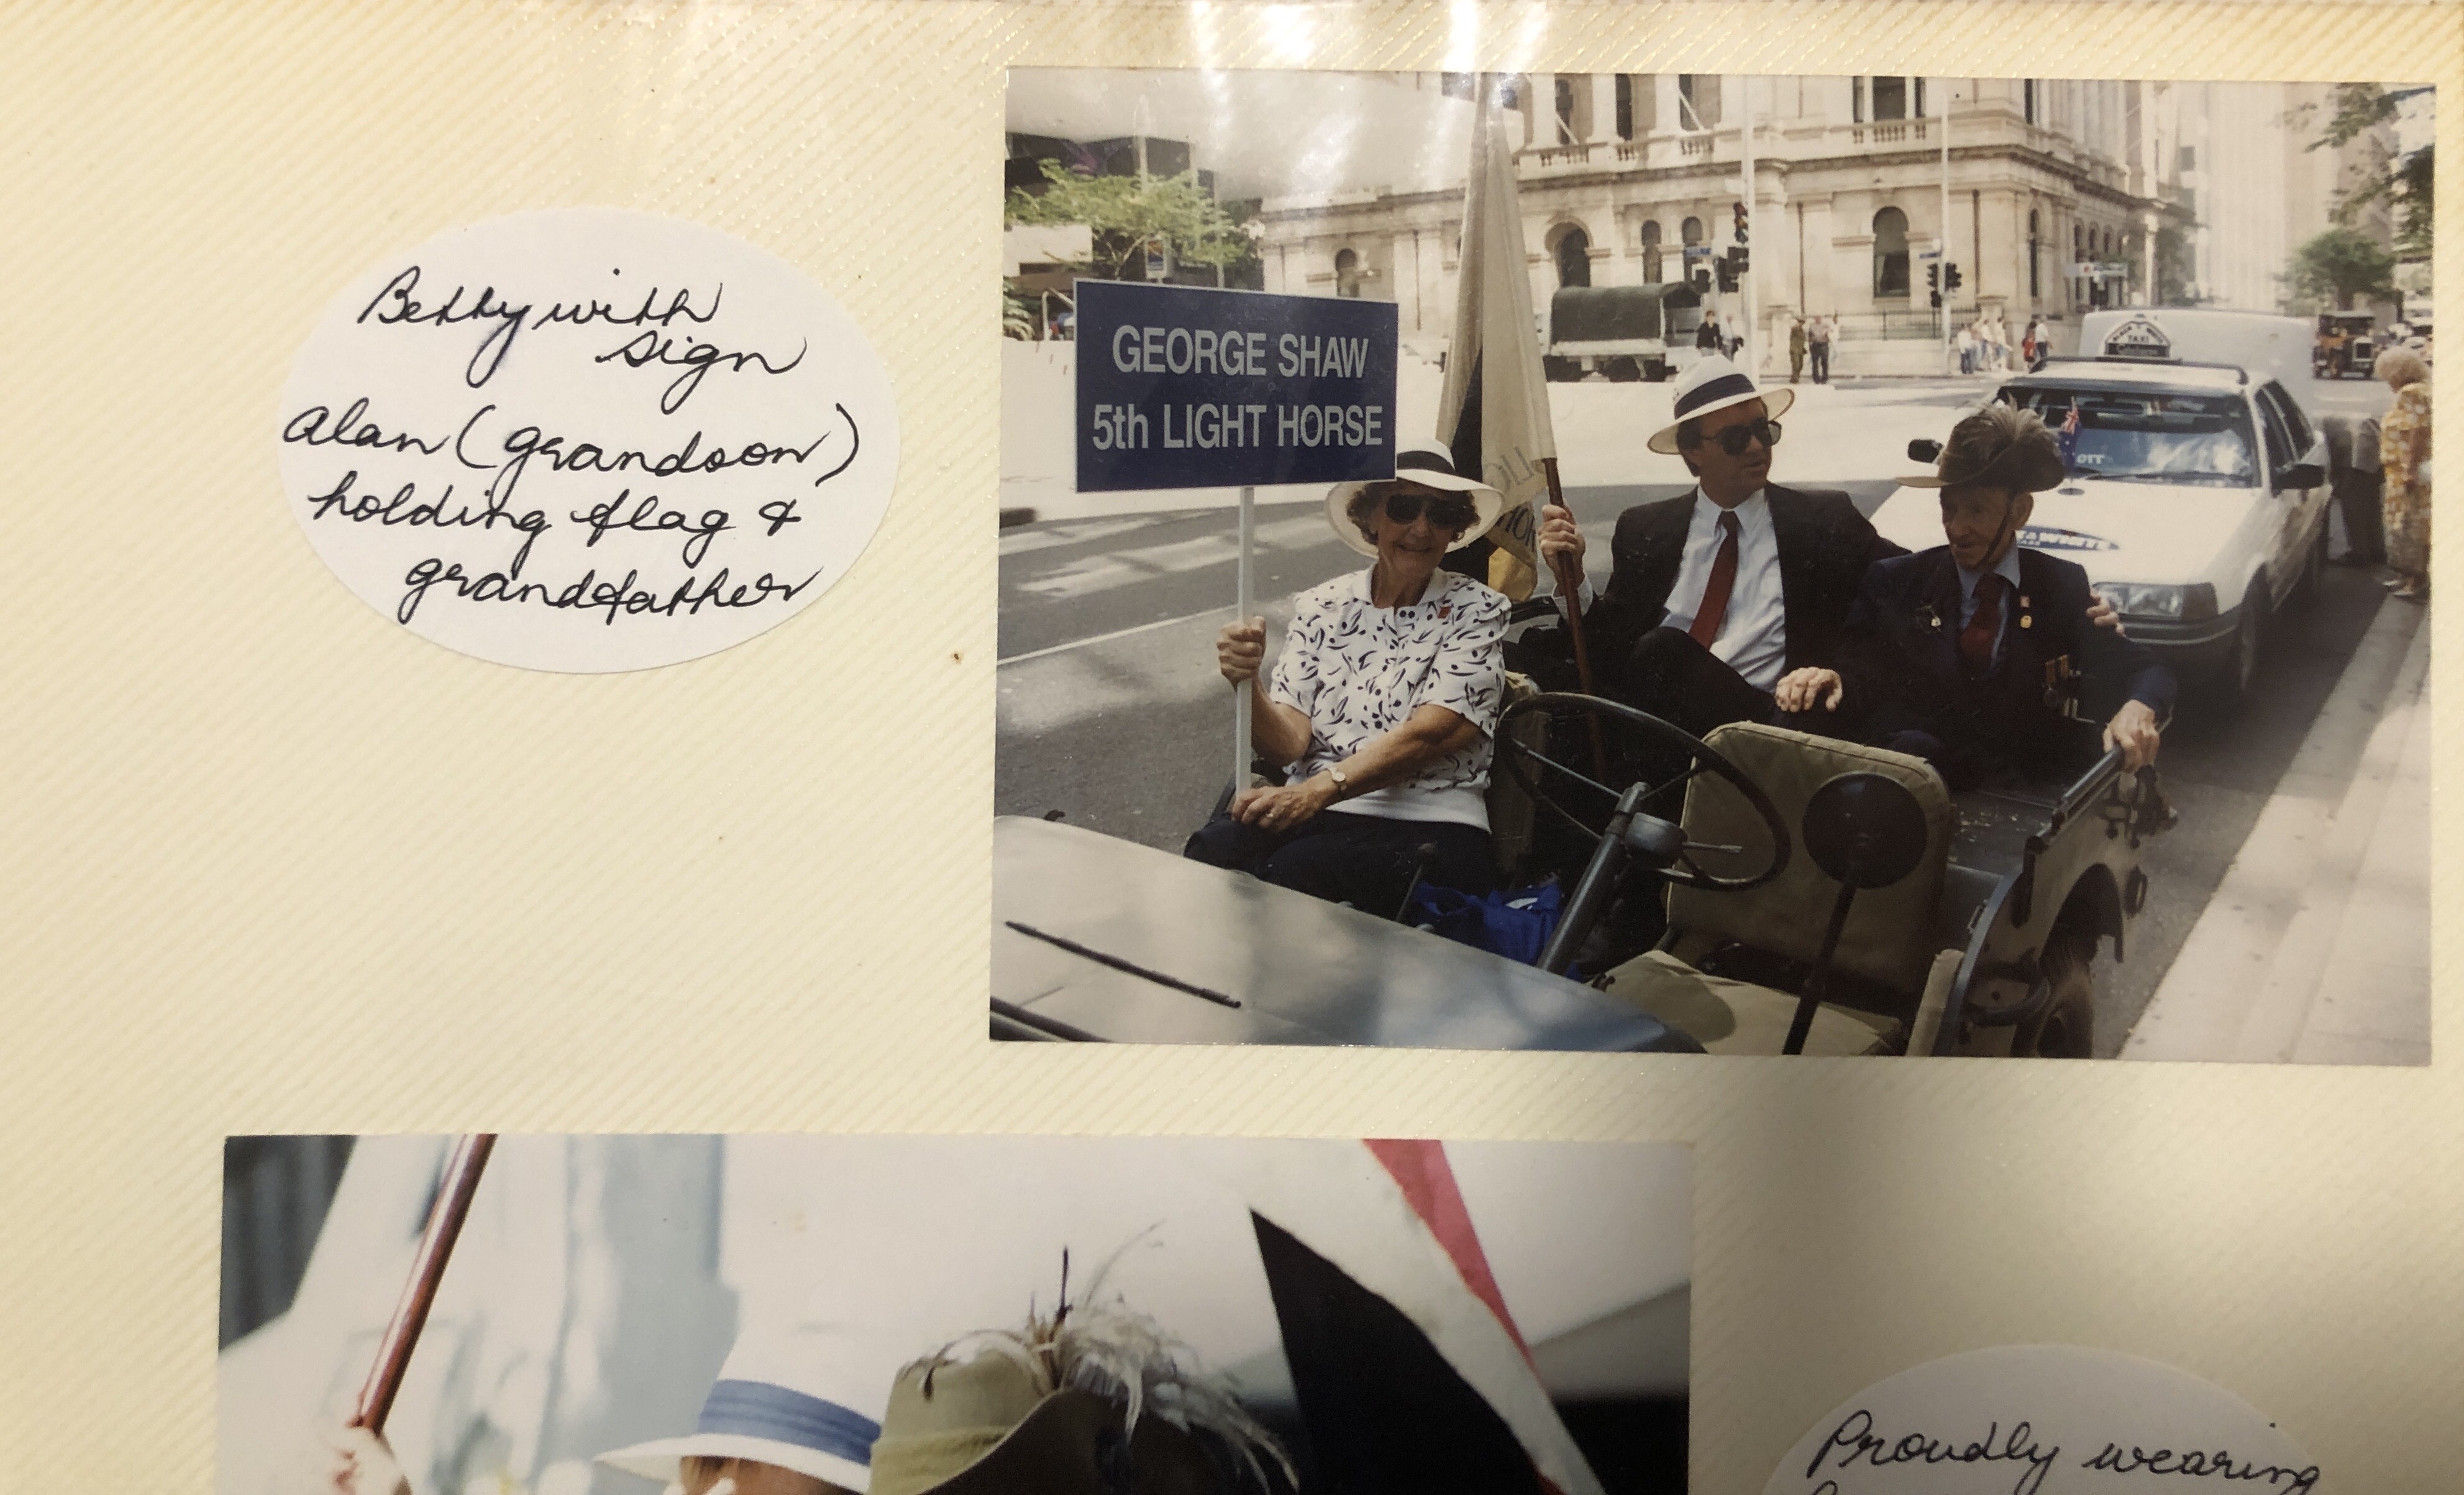 Betty with
sign
Alan (grandson)
holding flag &
grandfather
GEORGE SHAW
5th LIGHT HORSE
TAXI
Proudly wearing